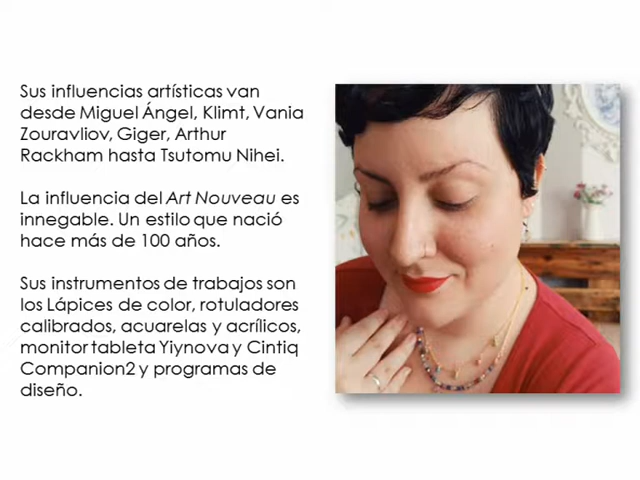 Sus influencias artísticas van
desde Miguel Ángel, Klimt, Vania
Zouravliov, Giger, Arthur
Rackham hasta Tsutomu Nihei.
La influencia del Art Nouveau es
innegable. Un estilo que nació
hace más de 100 años.
Sus instrumentos de trabajos son
los Lápices de color, rotuladores
calibrados, acuarelas y acrílicos,
monitor tableta Yiynova y Cintiq
Companion2 y programas de
diseño.